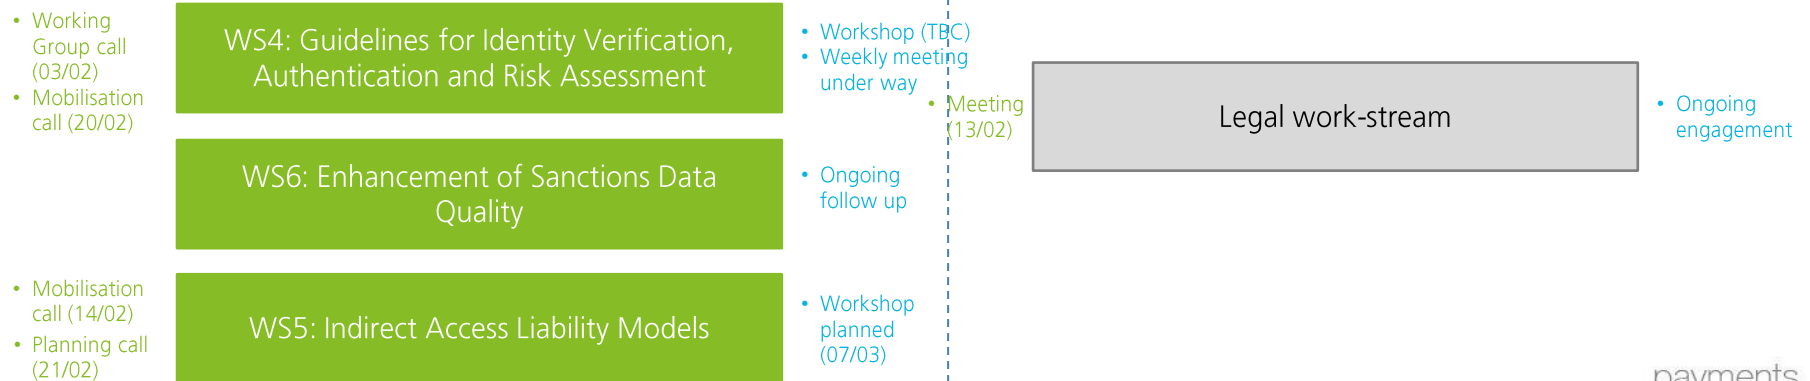 • Working
Group call
(03/02)
• Mobilisation
call (20/02)
WS4: Guidelines for Identity Verification,
Authentication and Risk Assessment
• Workshop (TBC)
• Weekly meeting
under way
WS6: Enhancement of Sanctions Data
Quality
• Ongoing
follow up
• Mobilisation
call (14/02)
• Planning call
(21/02)
WS5: Indirect Access Liability Models
• Workshop
planned
(07/03)
• Meeting
(13/02)
Legal work-stream
• Ongoing
engagement
payments